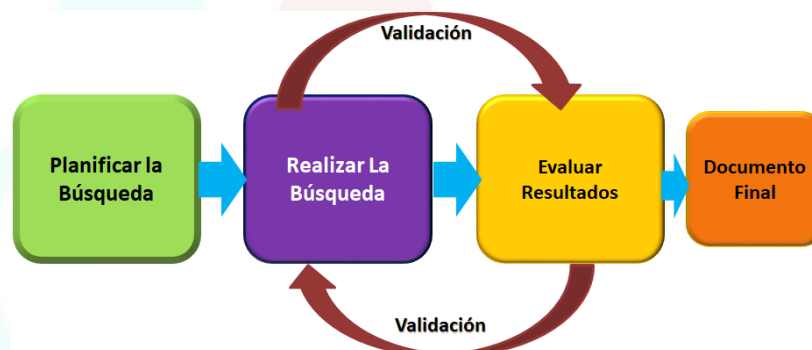 Validación
Planificar la
Búsqueda
Realizar La
Búsqueda
Evaluar
Resultados
Documento
Final
Validación